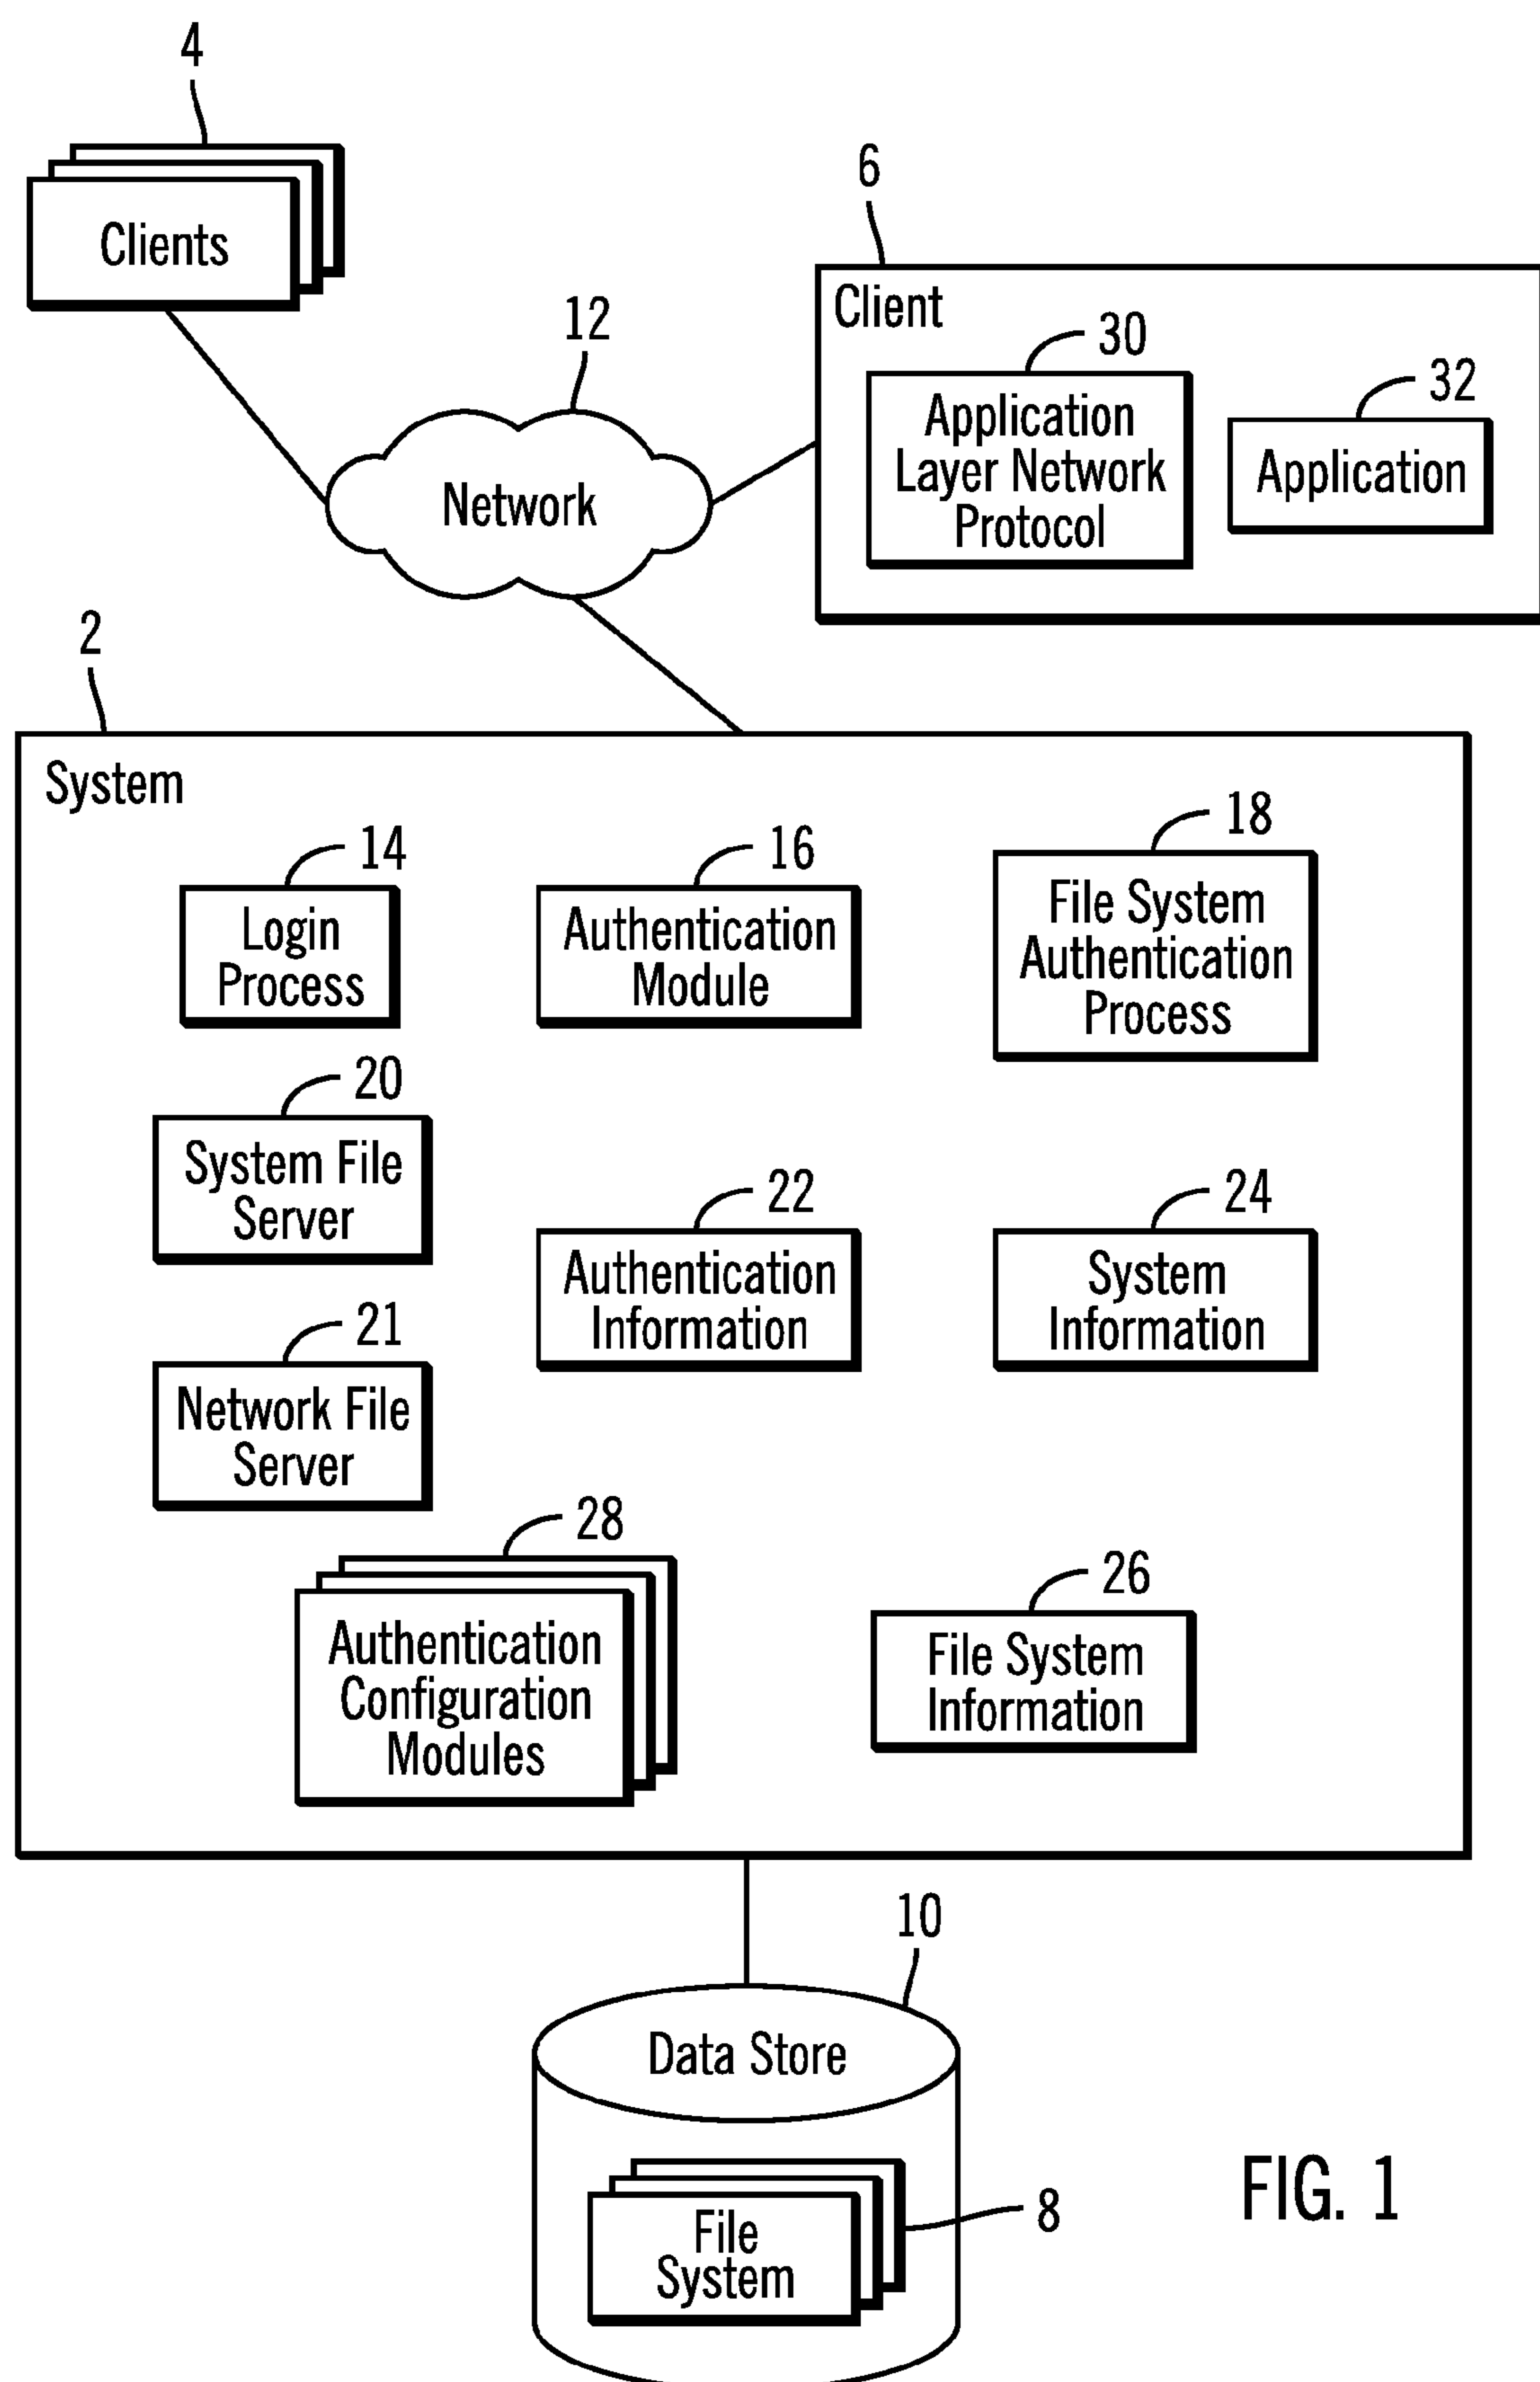 4
Clients
6
Client
12
Network
30
Application
Layer Network
Protocol
32
Application
2
System
14
Login
Process
16
Authentication
Module
18
File System
Authentication
Process
20
System File
Server
22
Authentication
Information
24
System
Information
21
Network File
Server
28
Authentication
Configuration
Modules
26
File System
Information
10
Data Store
8
File
System
FIG. 1